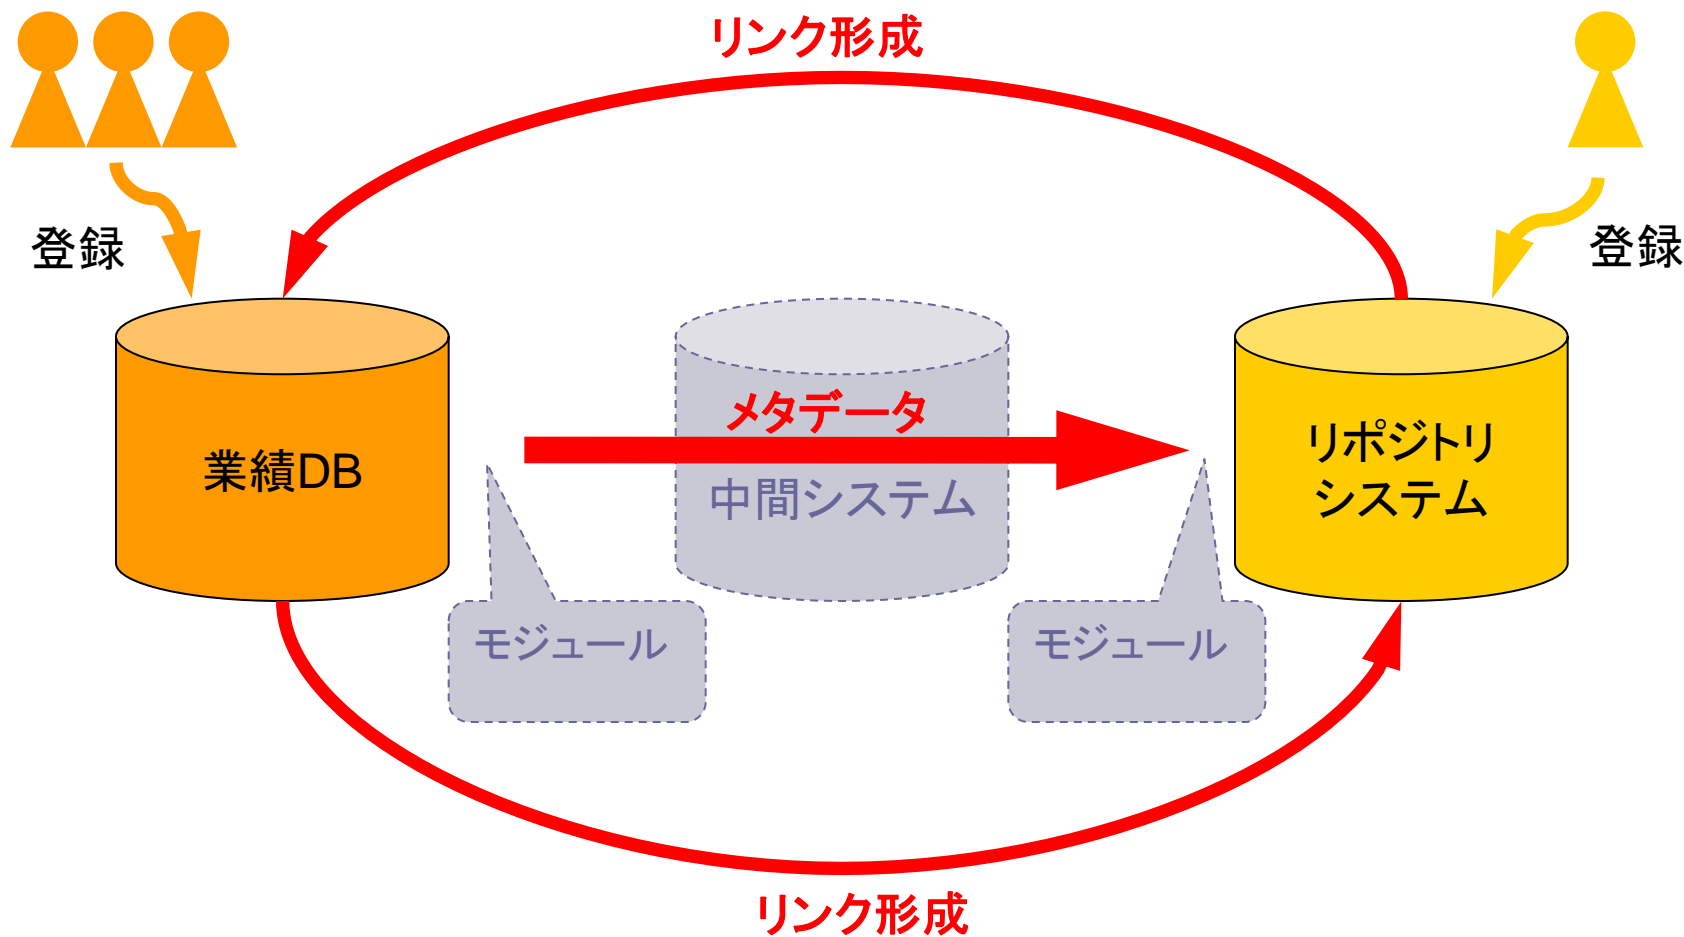 リンク形成
登録
登録
メタデータ
業績DB
中間システム
リポジトリ
システム
モジュール
モジュール
リンク形成